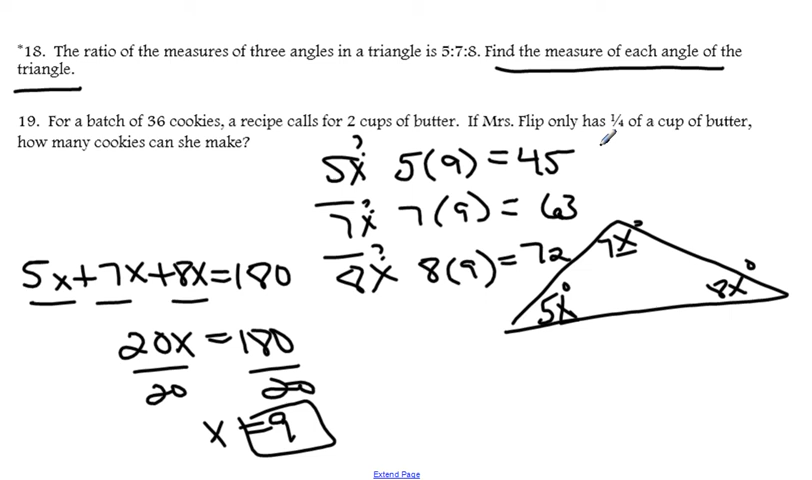 *18. The ratio of the measures of three angles in a triangle is 5:7:8. Find the measure of each angle of the
triangle.
19. For a batch of 36 cookies, a recipe calls for 2 cups of butter. If Mrs. Flip only has ¼ of a cup of butter,
how many cookies can she make?
5x° 5(9) = 45
7x° 7(9) = 63
8x° 8(9) = 72
7x°
8x°
5x°
5x+7x+8x=180
20x = 180
20 20
x = 9
Extend Page